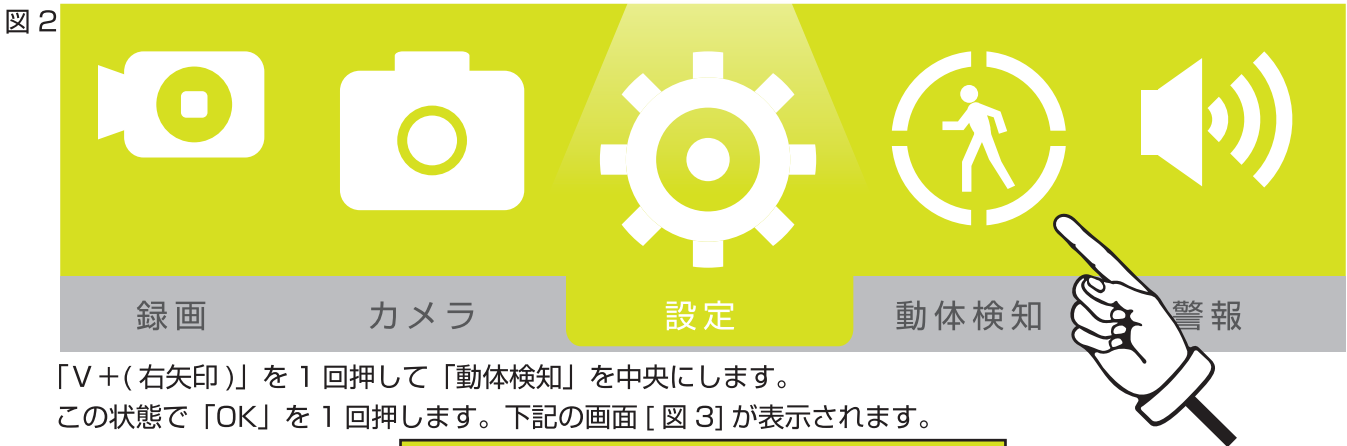 図2
録画 カメラ 設定 動体検知 警報
「V+(右矢印)」を1回押して「動体検知」を中央にします。
この状態で「OK」を1回押します。下記の画面[図3]が表示されます。